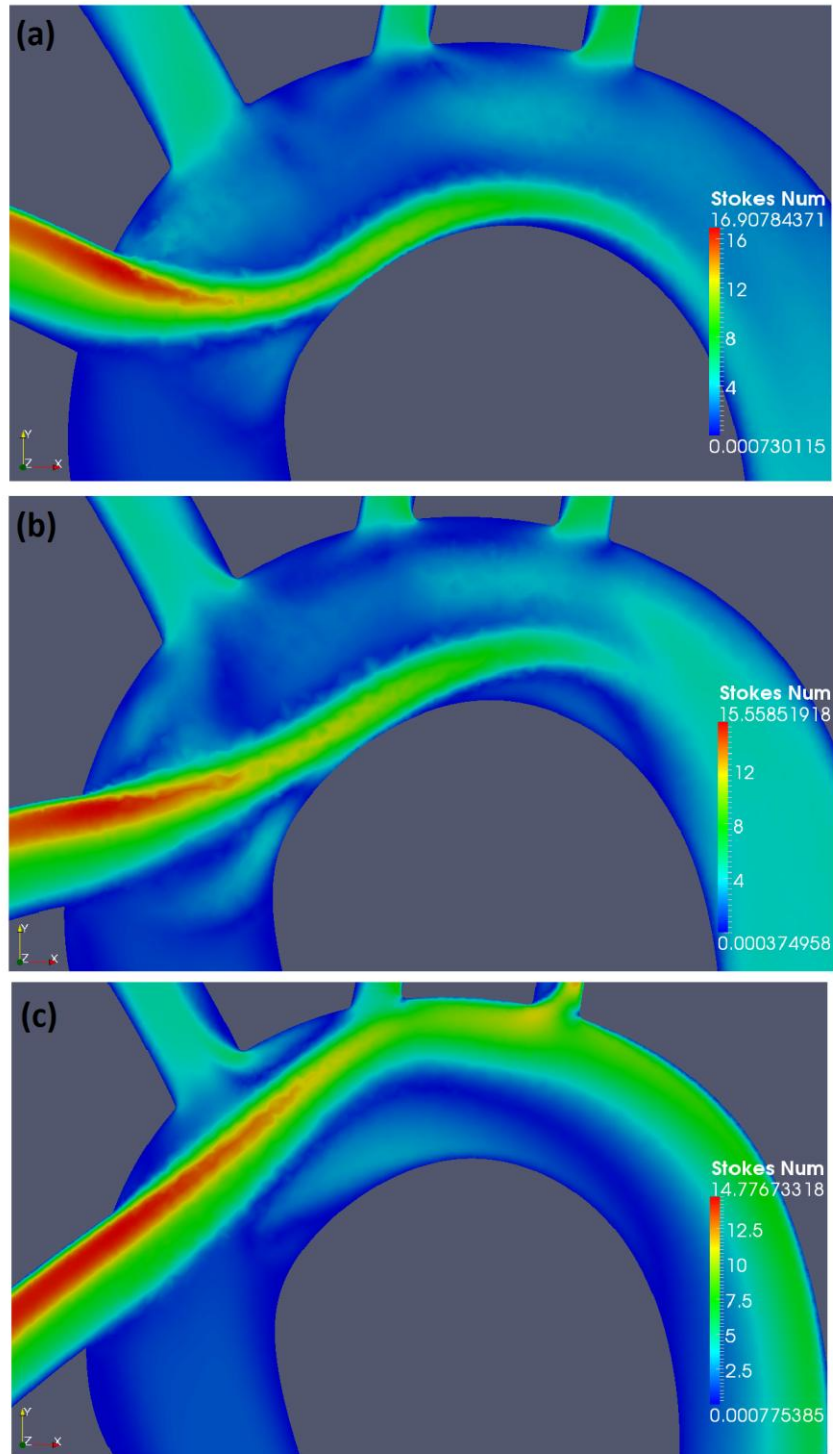 (a)
Stokes Num
16.90784371
16
12
8
4
0.000730115
Y
Z X
(b)
Stokes Num
15.55851918
12
8
4
0.000374958
Y
Z X
(c)
Stokes Num
14.77673318
12.5
10
7.5
5
2.5
0.000775385
Y
Z X